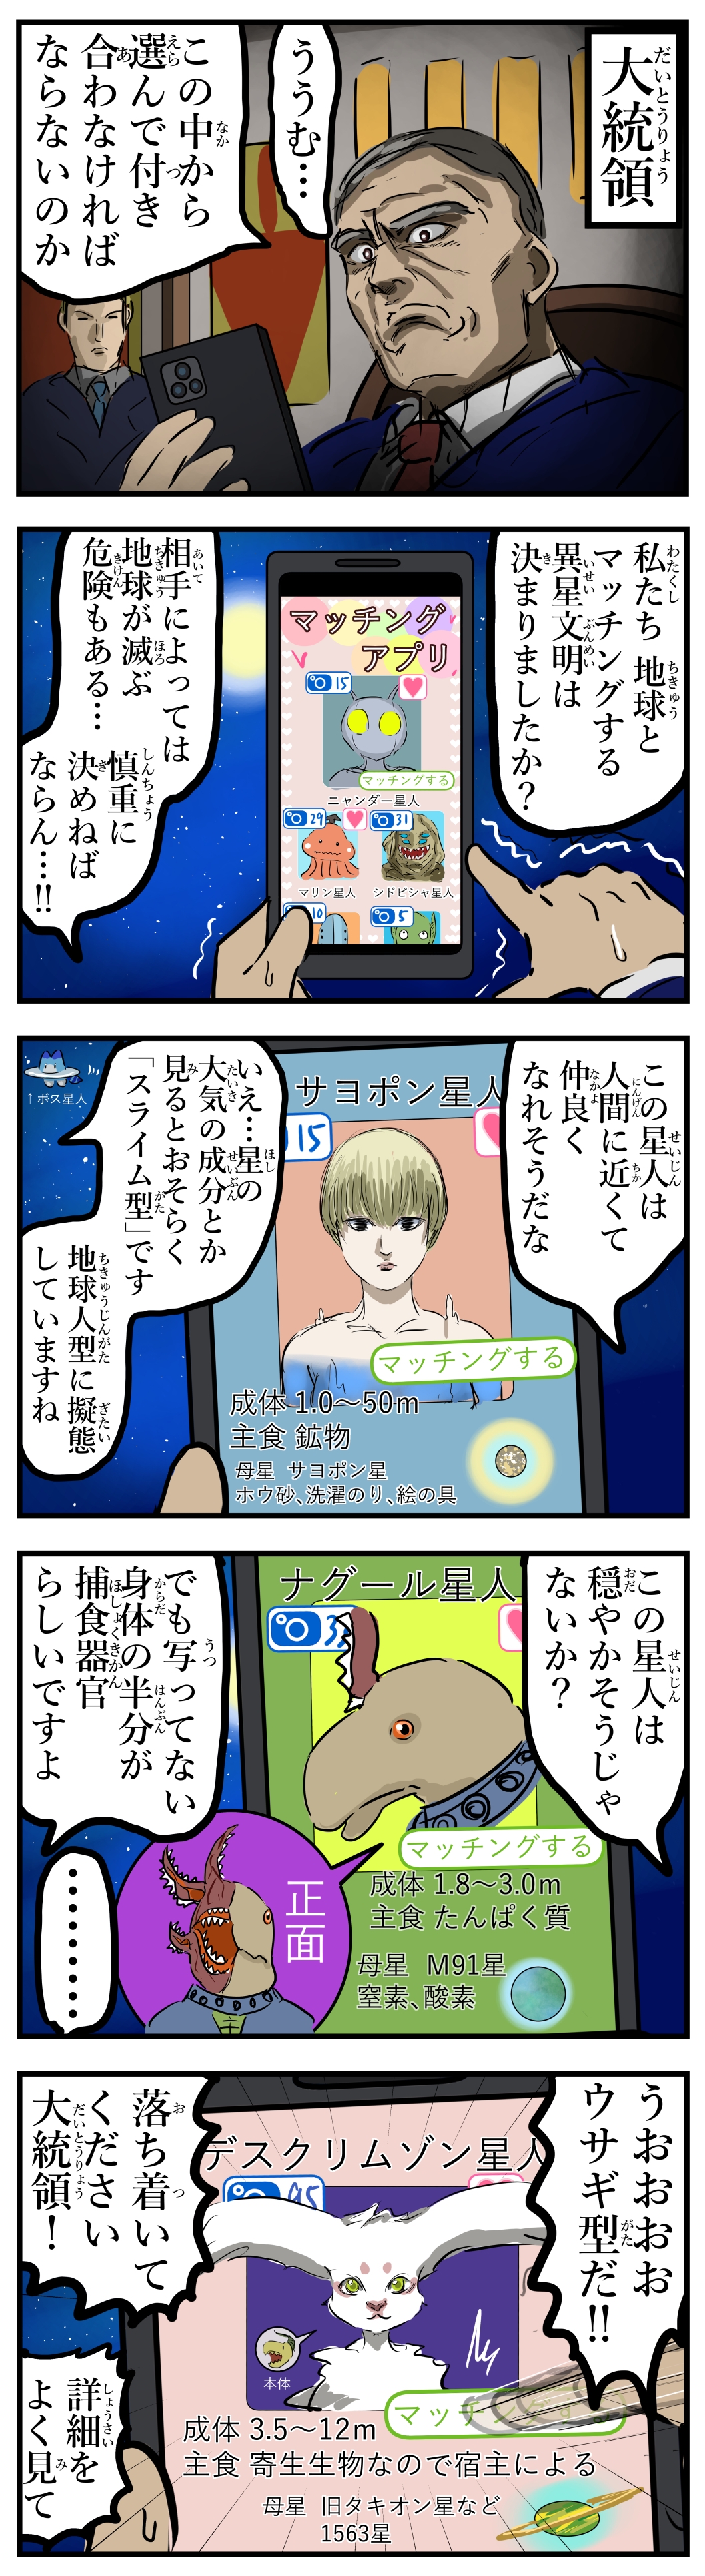 大統領
ううむ…
この中から
選んで付き
合わなければ
ならないのか
私たち 地球と
マッチングする
異星文明は
決まりましたか？
マッチング
アプリ
15
マッチングする
ニャンダー星人
29
31
マリン星人
シドビシャ星人
10
5
相手によっては
地球が滅ぶ
危険もある…
慎重に
決めねば
ならん…!!
この星人は
人間に近くて
仲良く
なれそうだな
サヨポン星人
15
いえ…星の
大気の成分とか
見るとおそらく
「スライム型」です
地球人型に擬態
していますね
↑ボス星人
マッチングする
成体 1.0～50m
主食 鉱物
母星 サヨポン星
ホウ砂、洗濯のり、絵の具
この星人は
穏やかそうじゃ
ないか？
ナグール星人
マッチングする
成体 1.8～3.0m
主食 たんぱく質
母星 M91星
窒素、酸素
でも写ってない
身体の半分が
捕食器官
らしいですよ
正面
………
うおおおお
ウサギ型だ!!
デスクリムゾン星人
95
本体
成体 3.5～12m
主食 寄生生物なので宿主による
母星 旧タキオン星など
1563星
落ち着いて
ください
大統領！
詳細を
よく見て